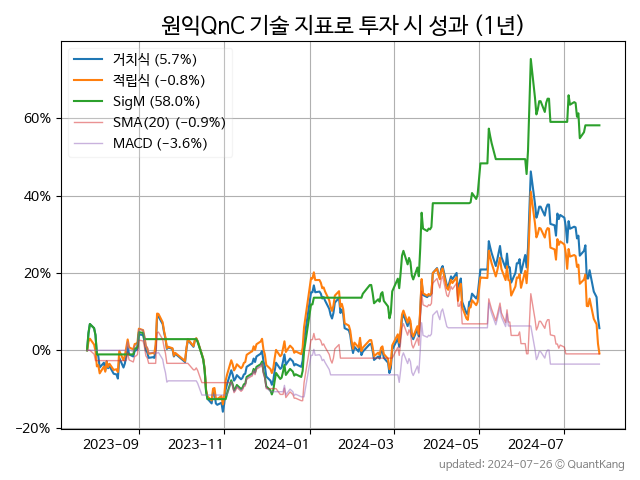 원익QnC 기술 지표로 투자 시 성과 (1년)
거치식 (5.7%)
적립식 (−0.8%)
SigM (58.0%)
SMA(20) (−0.9%)
MACD (−3.6%)
60%
40%
20%
0%
−20%
2023-09 2023-11 2024-01 2024-03 2024-05 2024-07
updated: 2024-07-26 © QuantKang